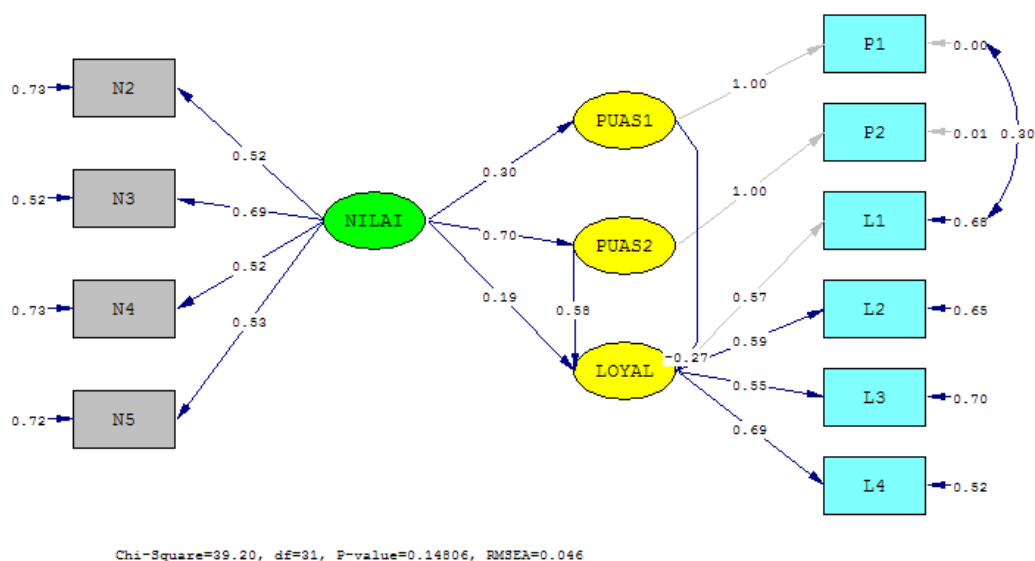 P1
0.00
N2
0.73
1.00
PUAS1
P2
0.01
0.30
0.52
0.30
1.00
N3
0.52
0.69
NILAI
0.70
PUAS2
L1
0.68
0.52
0.19
0.58
0.57
N4
0.73
0.53
0.59
L2
0.65
LOYAL
-0.27
0.55
L3
0.70
N5
0.72
0.69
L4
0.52
Chi-Square=39.20, df=31, P-value=0.14806, RMSEA=0.046